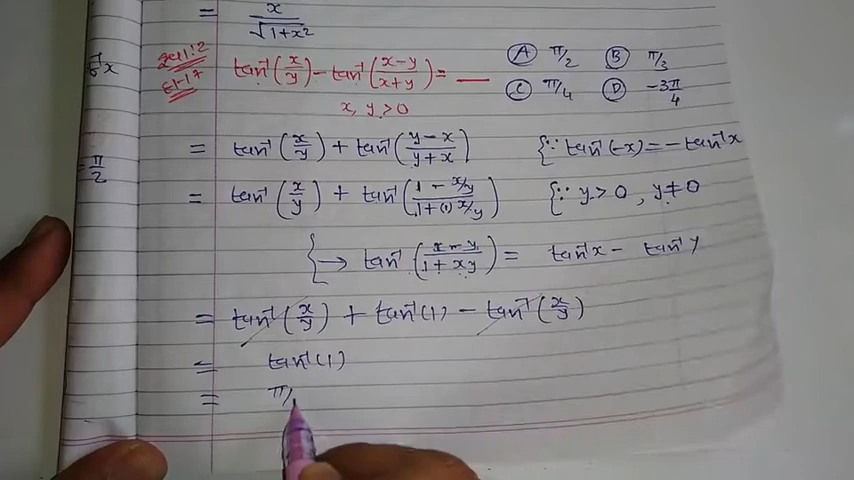 = x/√(1+x²)
tan⁻¹(x/y) - tan⁻¹((x-y)/(x+y)) = ___ Ⓐ π/2 Ⓑ π/3
x, y > 0 Ⓒ π/4 Ⓓ -3π/4
= tan⁻¹(x/y) + tan⁻¹((y-x)/(y+x)) {∵ tan⁻¹(-x) = -tan⁻¹x
= π/2
= tan⁻¹(x/y) + tan⁻¹((1 - x/y)/(1+(1) x/y)) {∵ y > 0, y ≠ 0
{→ tan⁻¹((x-y)/(1+xy)) = tan⁻¹x - tan⁻¹y
= tan⁻¹(x/y) + tan⁻¹(1) - tan⁻¹(x/y)
= tan⁻¹(1)
= π/